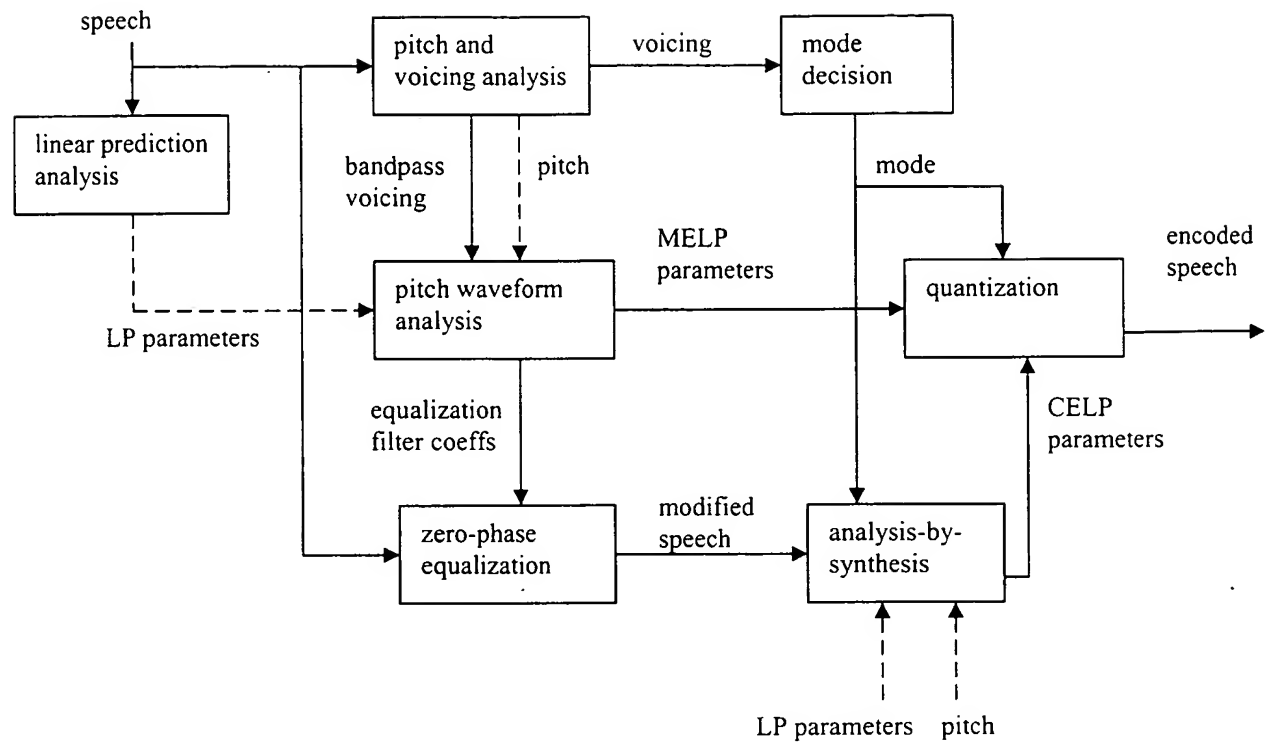 speech
pitch and
voicing analysis
voicing
mode
decision
linear prediction
analysis
bandpass
voicing
pitch
mode
MELP
parameters
encoded
speech
pitch waveform
analysis
quantization
LP parameters
equalization
filter coeffs
CELP
parameters
zero-phase
equalization
modified
speech
analysis-by-
synthesis
LP parameters
pitch